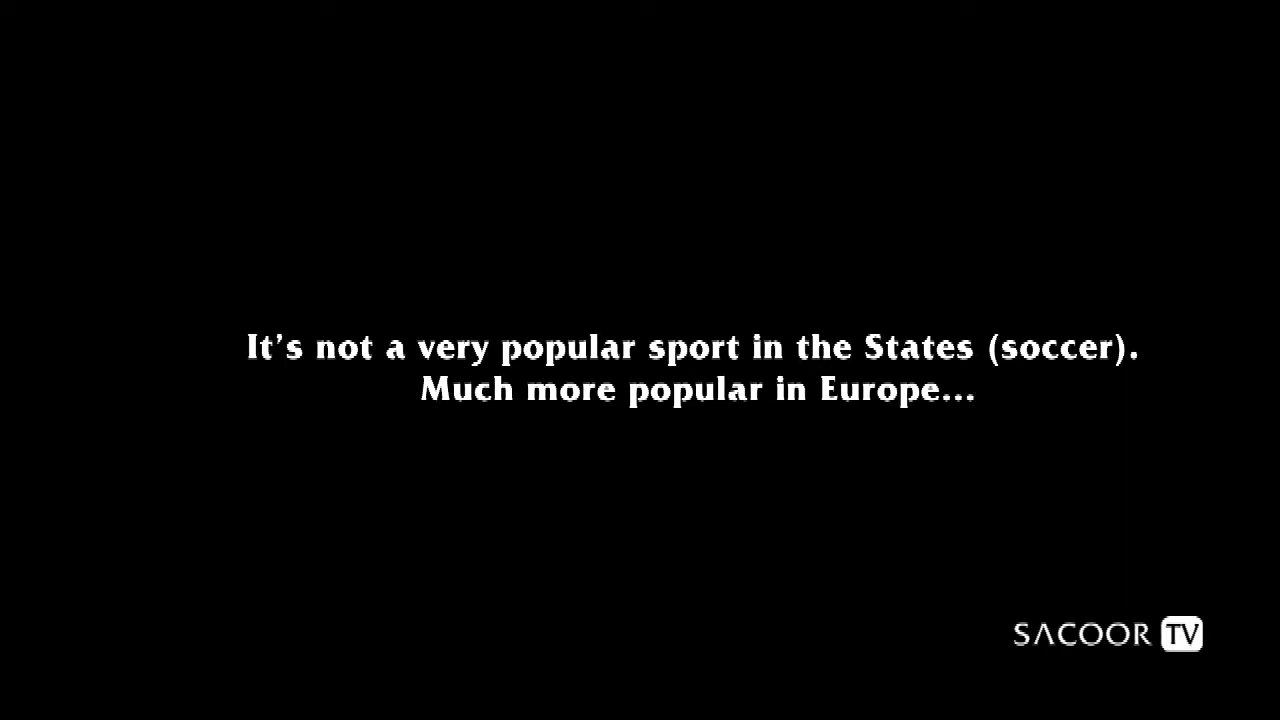 It's not a very popular sport in the States (soccer).
Much more popular in Europe...
SACOOR TV